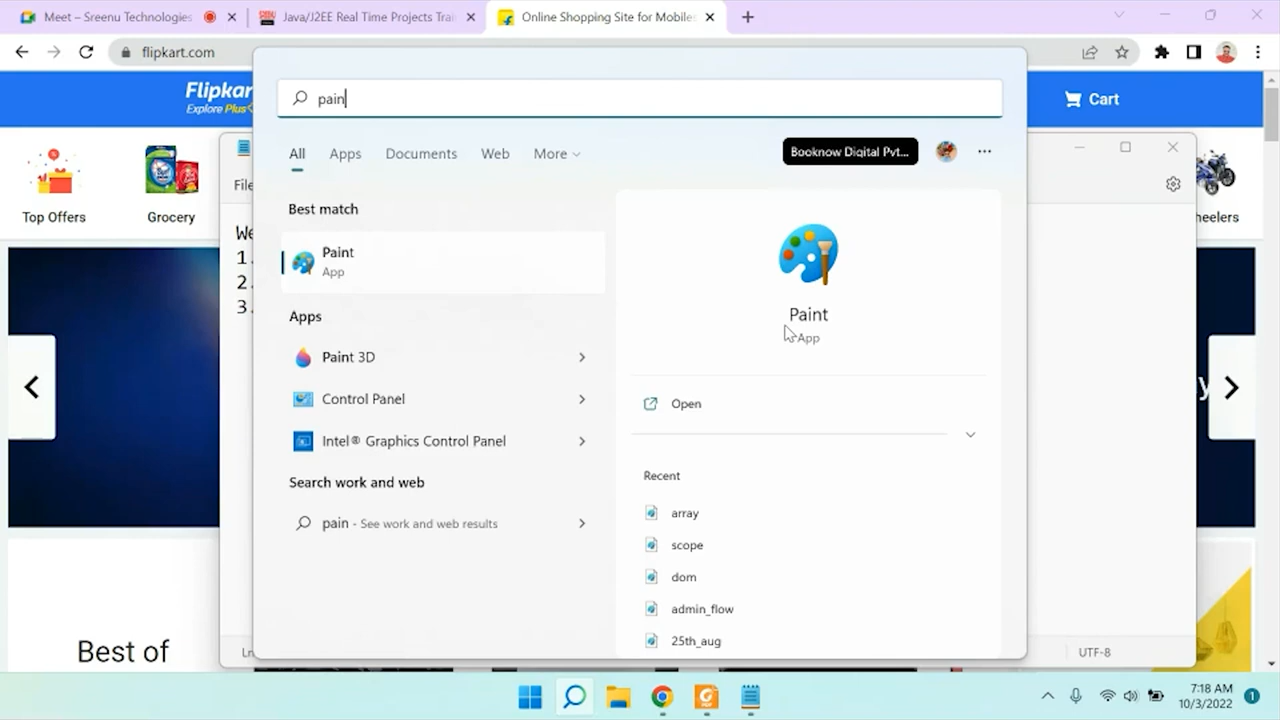 Meet – Sreenu Technologies
Java/J2EE Real Time Projects Trai
Online Shopping Site for Mobile
flipkart.com
pain
Flipkar
Explore Plus
Cart
All Apps Documents Web More
Booknow Digital Pvt...
File
Top Offers
Grocery
heelers
Best match
Paint
App
We
1.
2.
3.
Apps
Paint 3D
Control Panel
Intel® Graphics Control Panel
Search work and web
pain - See work and web results
Paint
App
Open
Recent
array
scope
dom
admin_flow
25th_aug
y
Best of
Ln
UTF-8
PDF
7:18 AM
10/3/2022
1